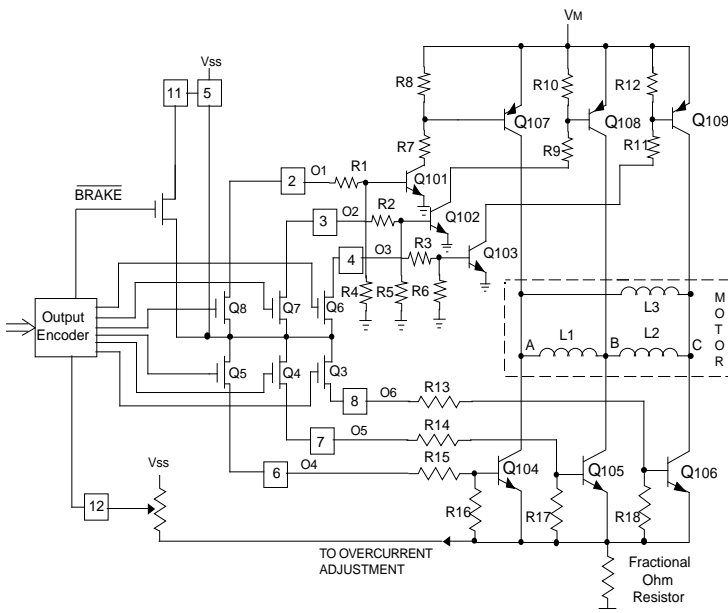 VM
Vss
R8
R10
R12
11
5
Q107
Q108
Q109
R7
R9
R11
BRAKE
2
O1
R1
Q101
3
O2
R2
Q102
4
O3
R3
Q103
R4
R5
R6
Output
Encoder
Q8
Q7
Q6
Q5
Q4
Q3
L3
A
L1
B
L2
C
MOTOR
8
O6
R13
7
O5
R14
6
O4
R15
Q104
Q105
Q106
Vss
12
R16
R17
R18
TO OVERCURRENT
ADJUSTMENT
Fractional
Ohm
Resistor